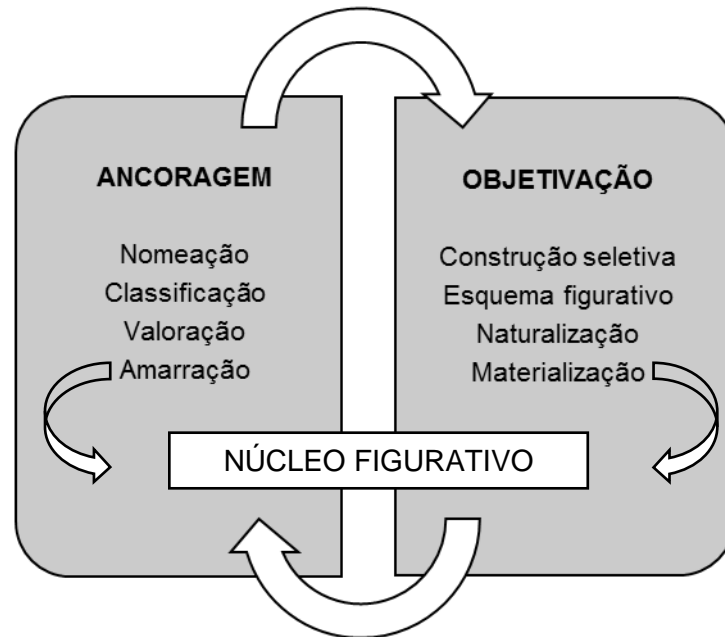 ANCORAGEM
Nomeação
Classificação
Valoração
Amarração
OBJETIVAÇÃO
Construção seletiva
Esquema figurativo
Naturalização
Materialização
NÚCLEO FIGURATIVO